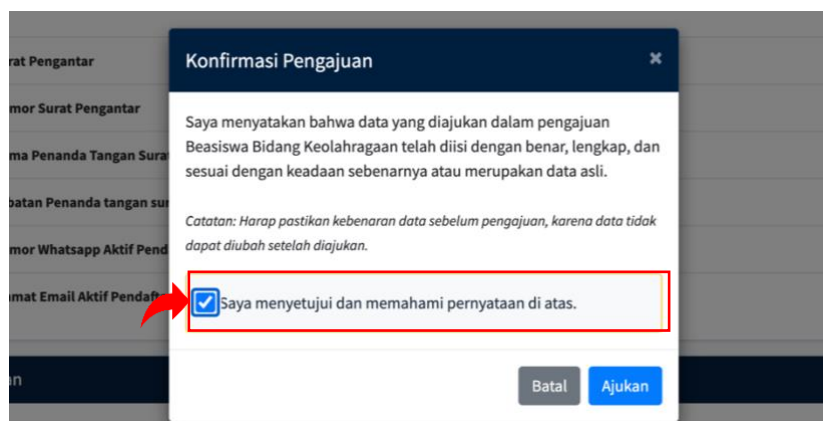 Konfirmasi Pengajuan ×
rat Pengantar
mor Surat Pengantar
ma Penanda Tangan Sura
batan Penanda tangan sur
mor Whatsapp Aktif Pend
mat Email Aktif Pendafta
Saya menyatakan bahwa data yang diajukan dalam pengajuan
Beasiswa Bidang Keolahragaan telah diisi dengan benar, lengkap, dan
sesuai dengan keadaan sebenarnya atau merupakan data asli.
Catatan: Harap pastikan kebenaran data sebelum pengajuan, karena data tidak
dapat diubah setelah diajukan.
Saya menyetujui dan memahami pernyataan di atas.
an
Batal Ajukan